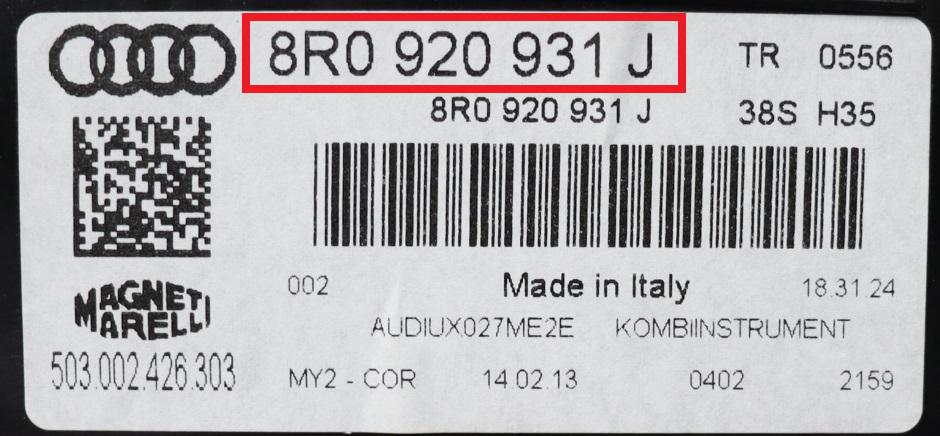 8R0 920 931 J TR 0556
8R0 920 931 J 38S H35
002 Made in Italy 18.31.24
AUDIUX027ME2E KOMBIINSTRUMENT
MAGNETI
MARELLI
503.002.426.303
MY2 - COR 14.02.13 0402 2159